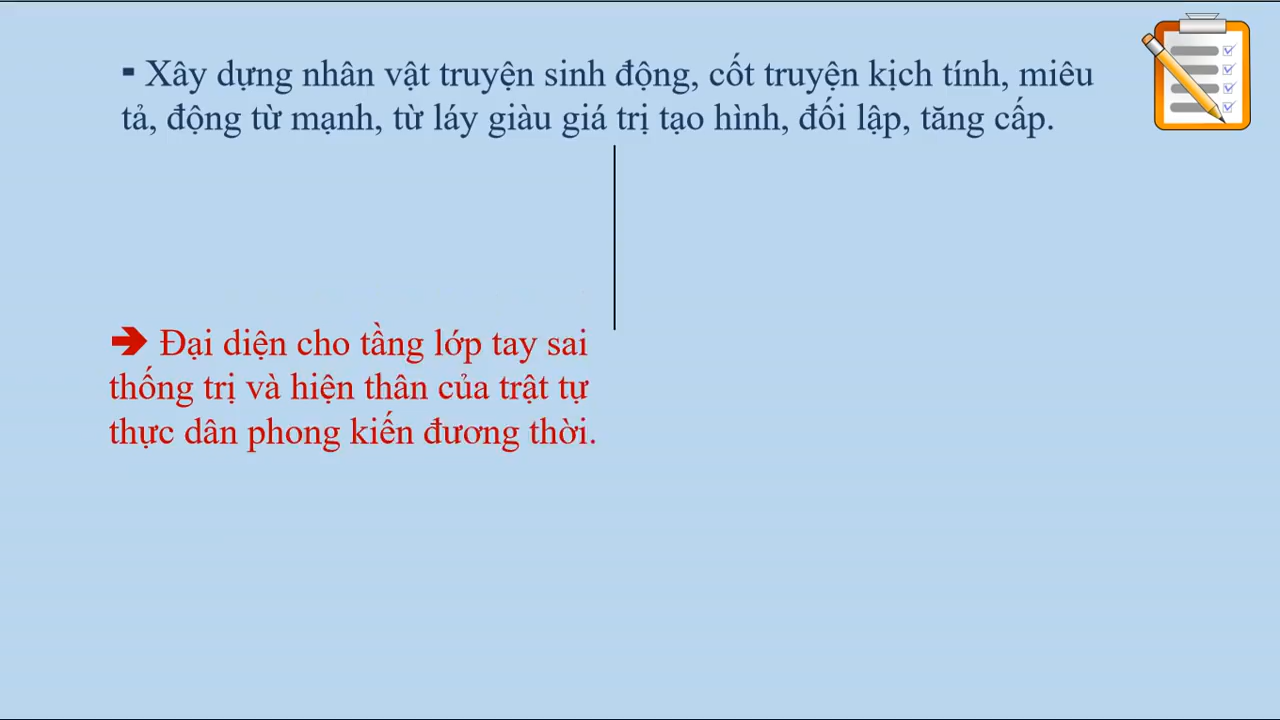 ▪ Xây dựng nhân vật truyện sinh động, cốt truyện kịch tính, miêu
tả, động từ mạnh, từ láy giàu giá trị tạo hình, đối lập, tăng cấp.
➔ Đại diện cho tầng lớp tay sai
thống trị và hiện thân của trật tự
thực dân phong kiến đương thời.